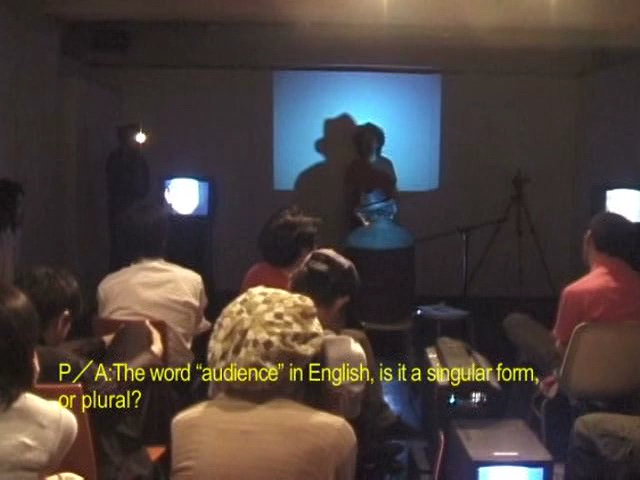 P／A:The word “audience” in English, is it a singular form,
or plural?